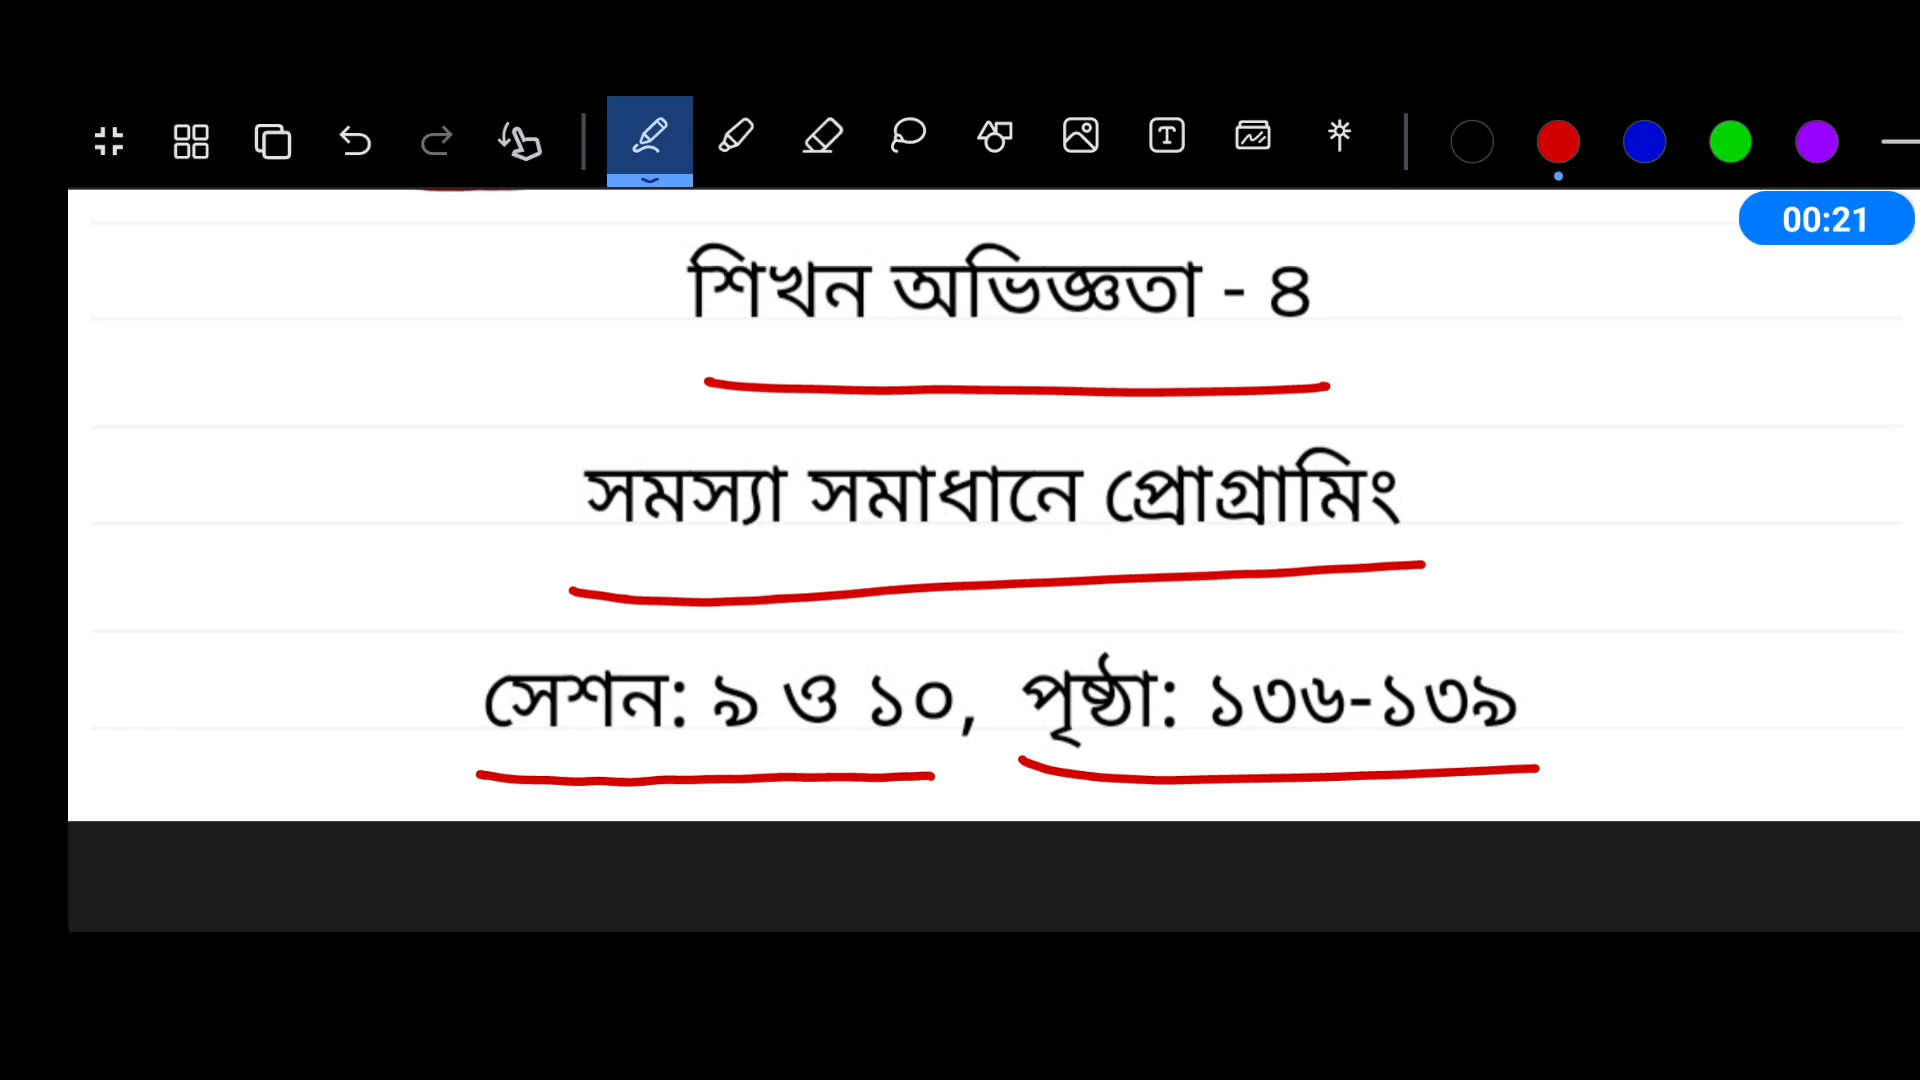 00:21
শিখন অভিজ্ঞতা - ৪
সমস্যা সমাধানে প্রোগ্রামিং
সেশন: ৯ ও ১০, পৃষ্ঠা: ১৩৬-১৩৯